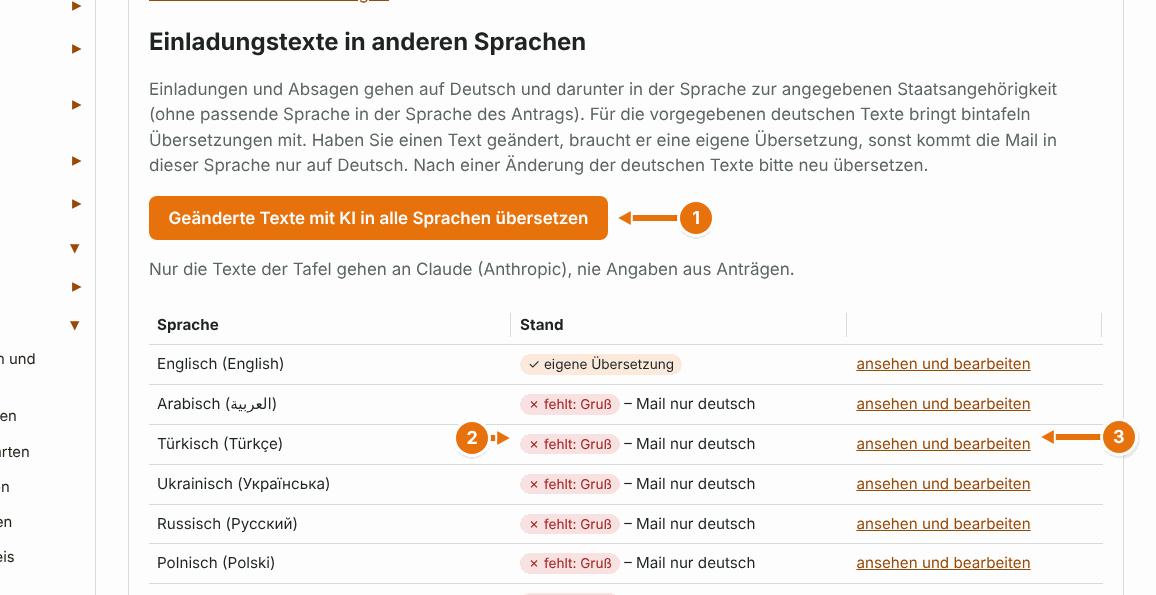 Einladungstexte in anderen Sprachen
Einladungen und Absagen gehen auf Deutsch und darunter in der Sprache zur angegebenen Staatsangehörigkeit
(ohne passende Sprache in der Sprache des Antrags). Für die vorgegebenen deutschen Texte bringt bintafeln
Übersetzungen mit. Haben Sie einen Text geändert, braucht er eine eigene Übersetzung, sonst kommt die Mail in
dieser Sprache nur auf Deutsch. Nach einer Änderung der deutschen Texte bitte neu übersetzen.
Geänderte Texte mit KI in alle Sprachen übersetzen 1
Nur die Texte der Tafel gehen an Claude (Anthropic), nie Angaben aus Anträgen.
Sprache Stand
Englisch (English) ✓ eigene Übersetzung ansehen und bearbeiten
n und
Arabisch (العربية) × fehlt: Gruß – Mail nur deutsch ansehen und bearbeiten
en
Türkisch (Türkçe) 2 × fehlt: Gruß – Mail nur deutsch ansehen und bearbeiten 3
rten
Ukrainisch (Українська) × fehlt: Gruß – Mail nur deutsch ansehen und bearbeiten
n
Russisch (Русский) × fehlt: Gruß – Mail nur deutsch ansehen und bearbeiten
en
Polnisch (Polski) × fehlt: Gruß – Mail nur deutsch ansehen und bearbeiten
eis